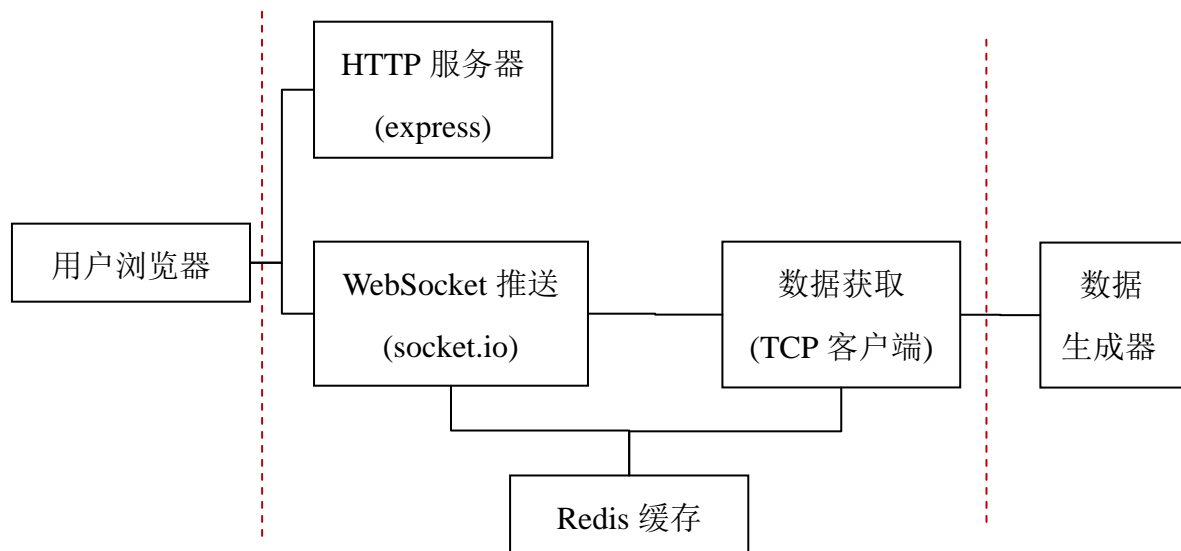 HTTP 服务器
(express)
用户浏览器
WebSocket 推送
(socket.io)
数据获取
(TCP 客户端)
数据
生成器
Redis 缓存